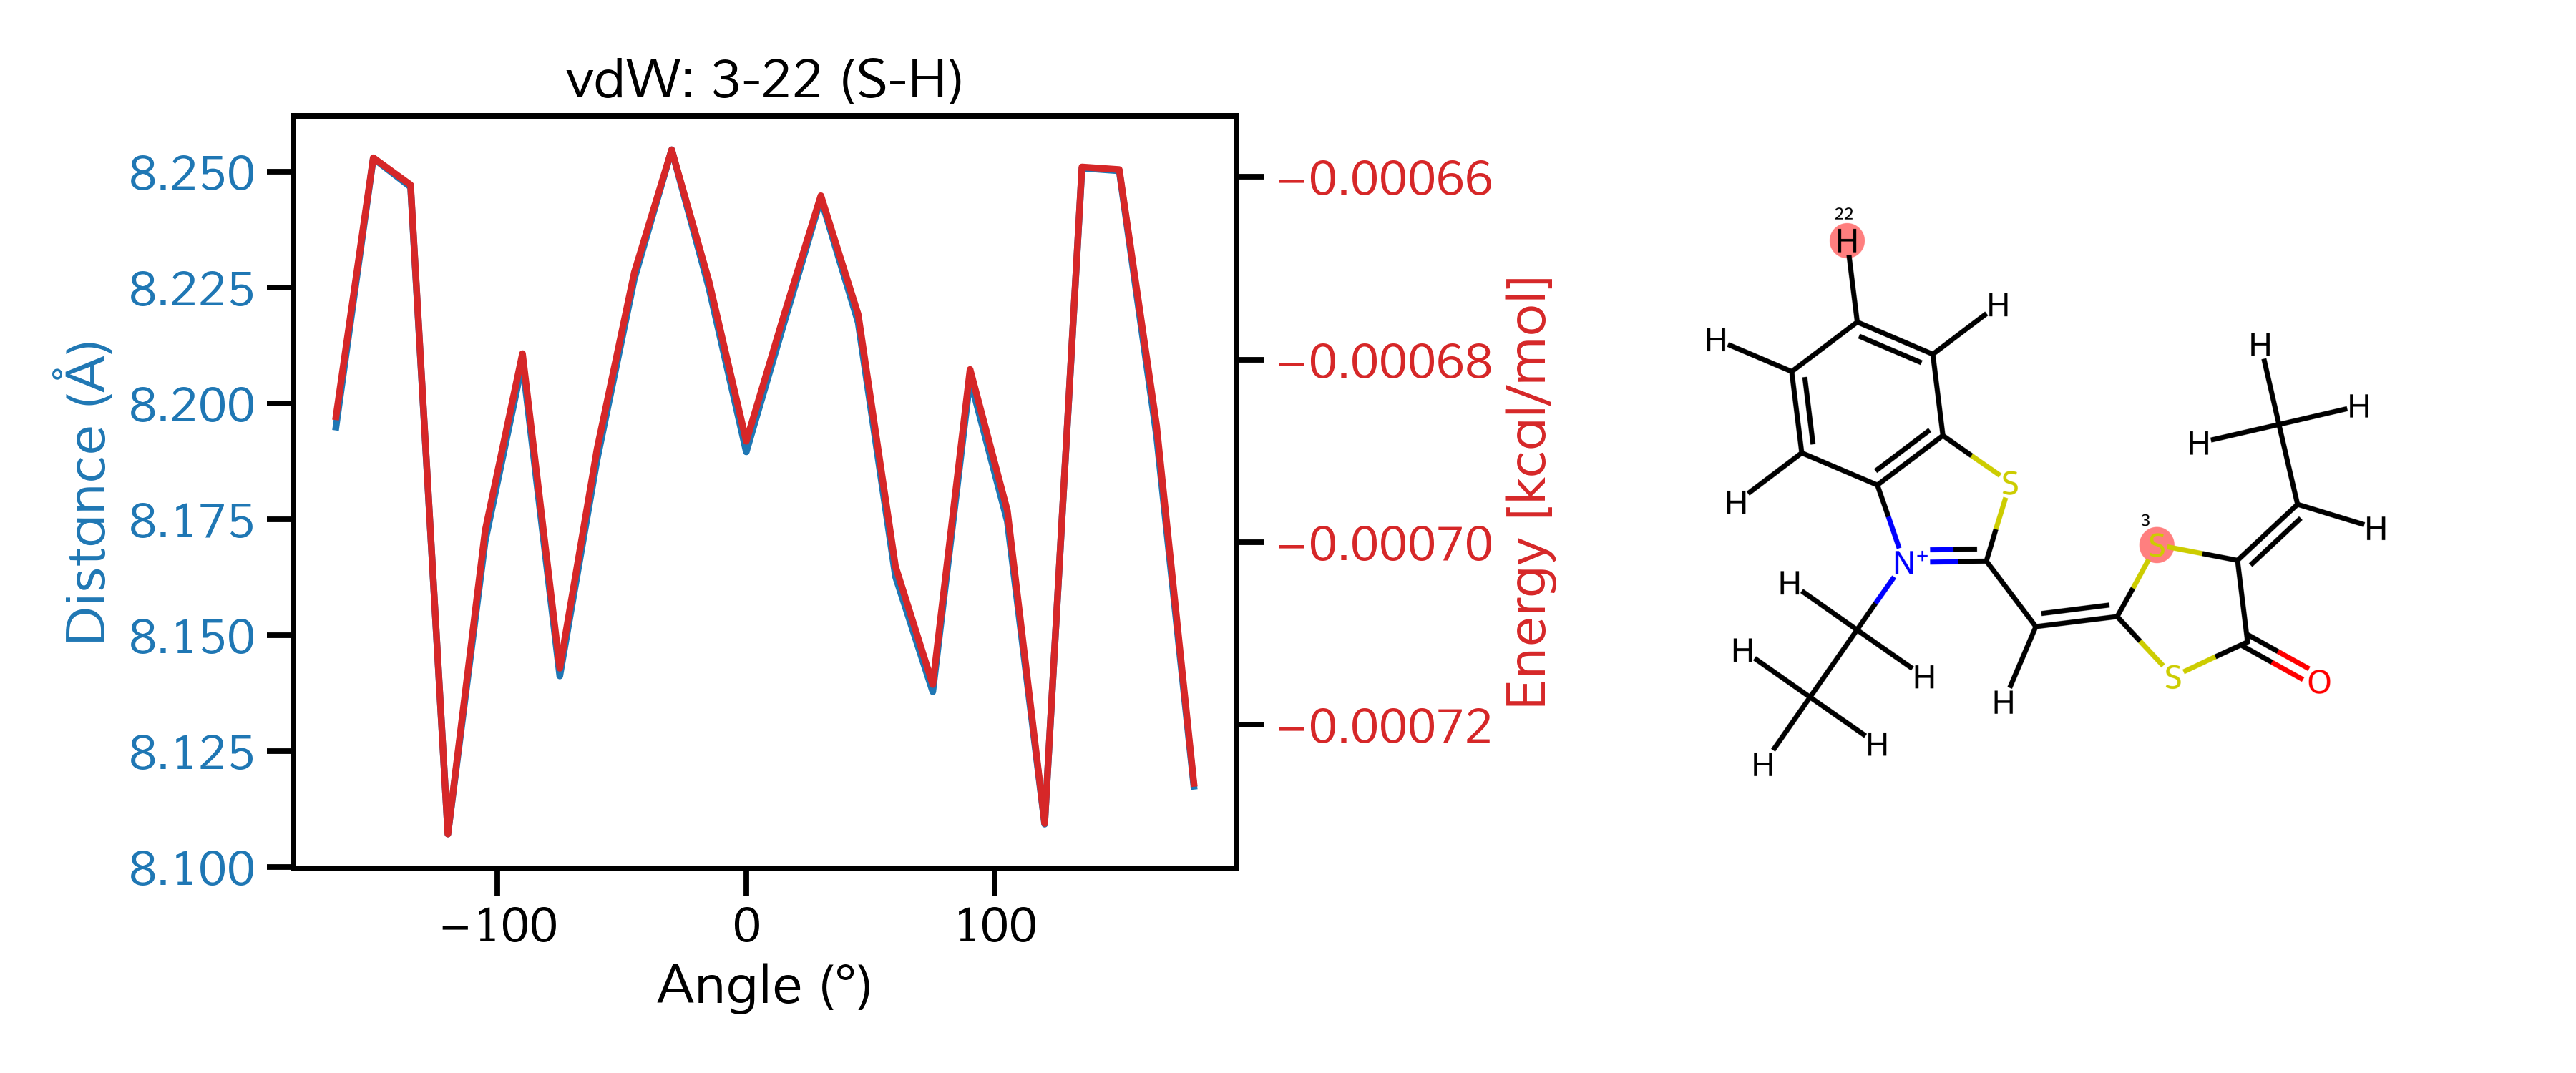 vdW: 3-22 (S-H)
Distance (Å)
8.250
8.225
8.200
8.175
8.150
8.125
8.100
−100
0
100
Angle (°)
−0.00066
−0.00068
−0.00070
−0.00072
Energy [kcal/mol]
22
H
H
H
H
H
H
H
S
3
S
H
H
N⁺
H
H
H
H
S
O
H
H